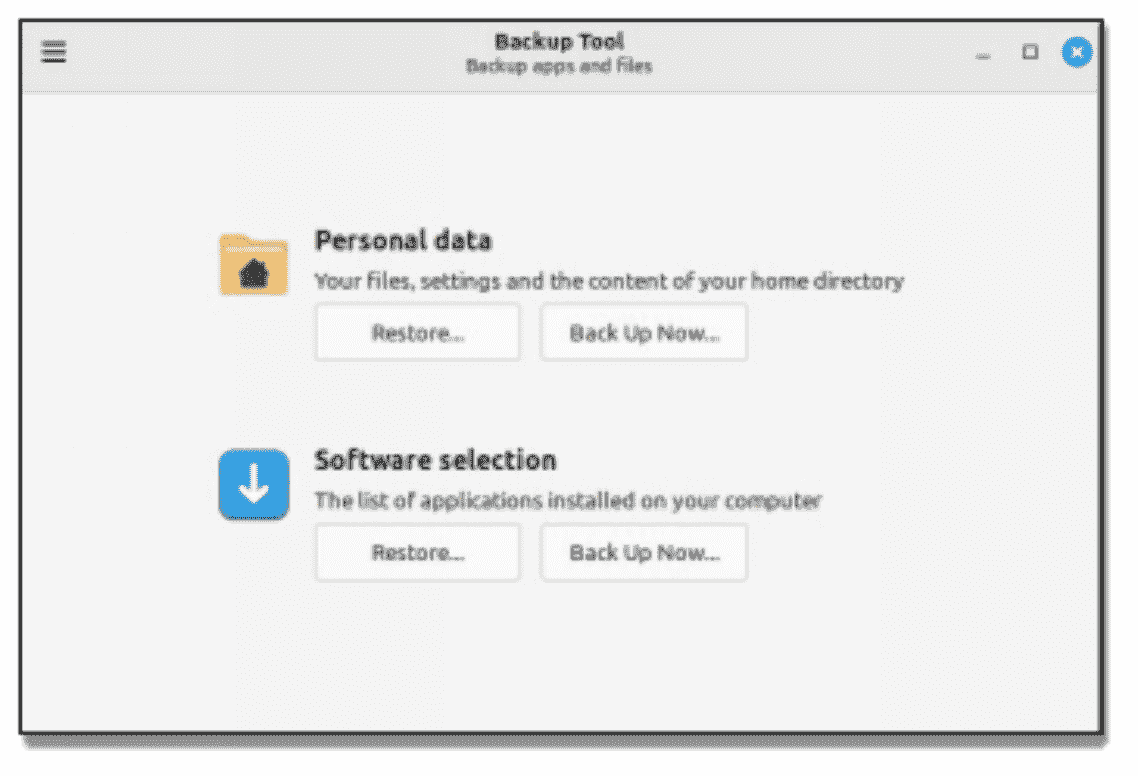 Backup Tool
Backup apps and files
Personal data
Your files, settings and the content of your home directory
Restore...
Back Up Now...
Software selection
The list of applications installed on your computer
Restore...
Back Up Now...